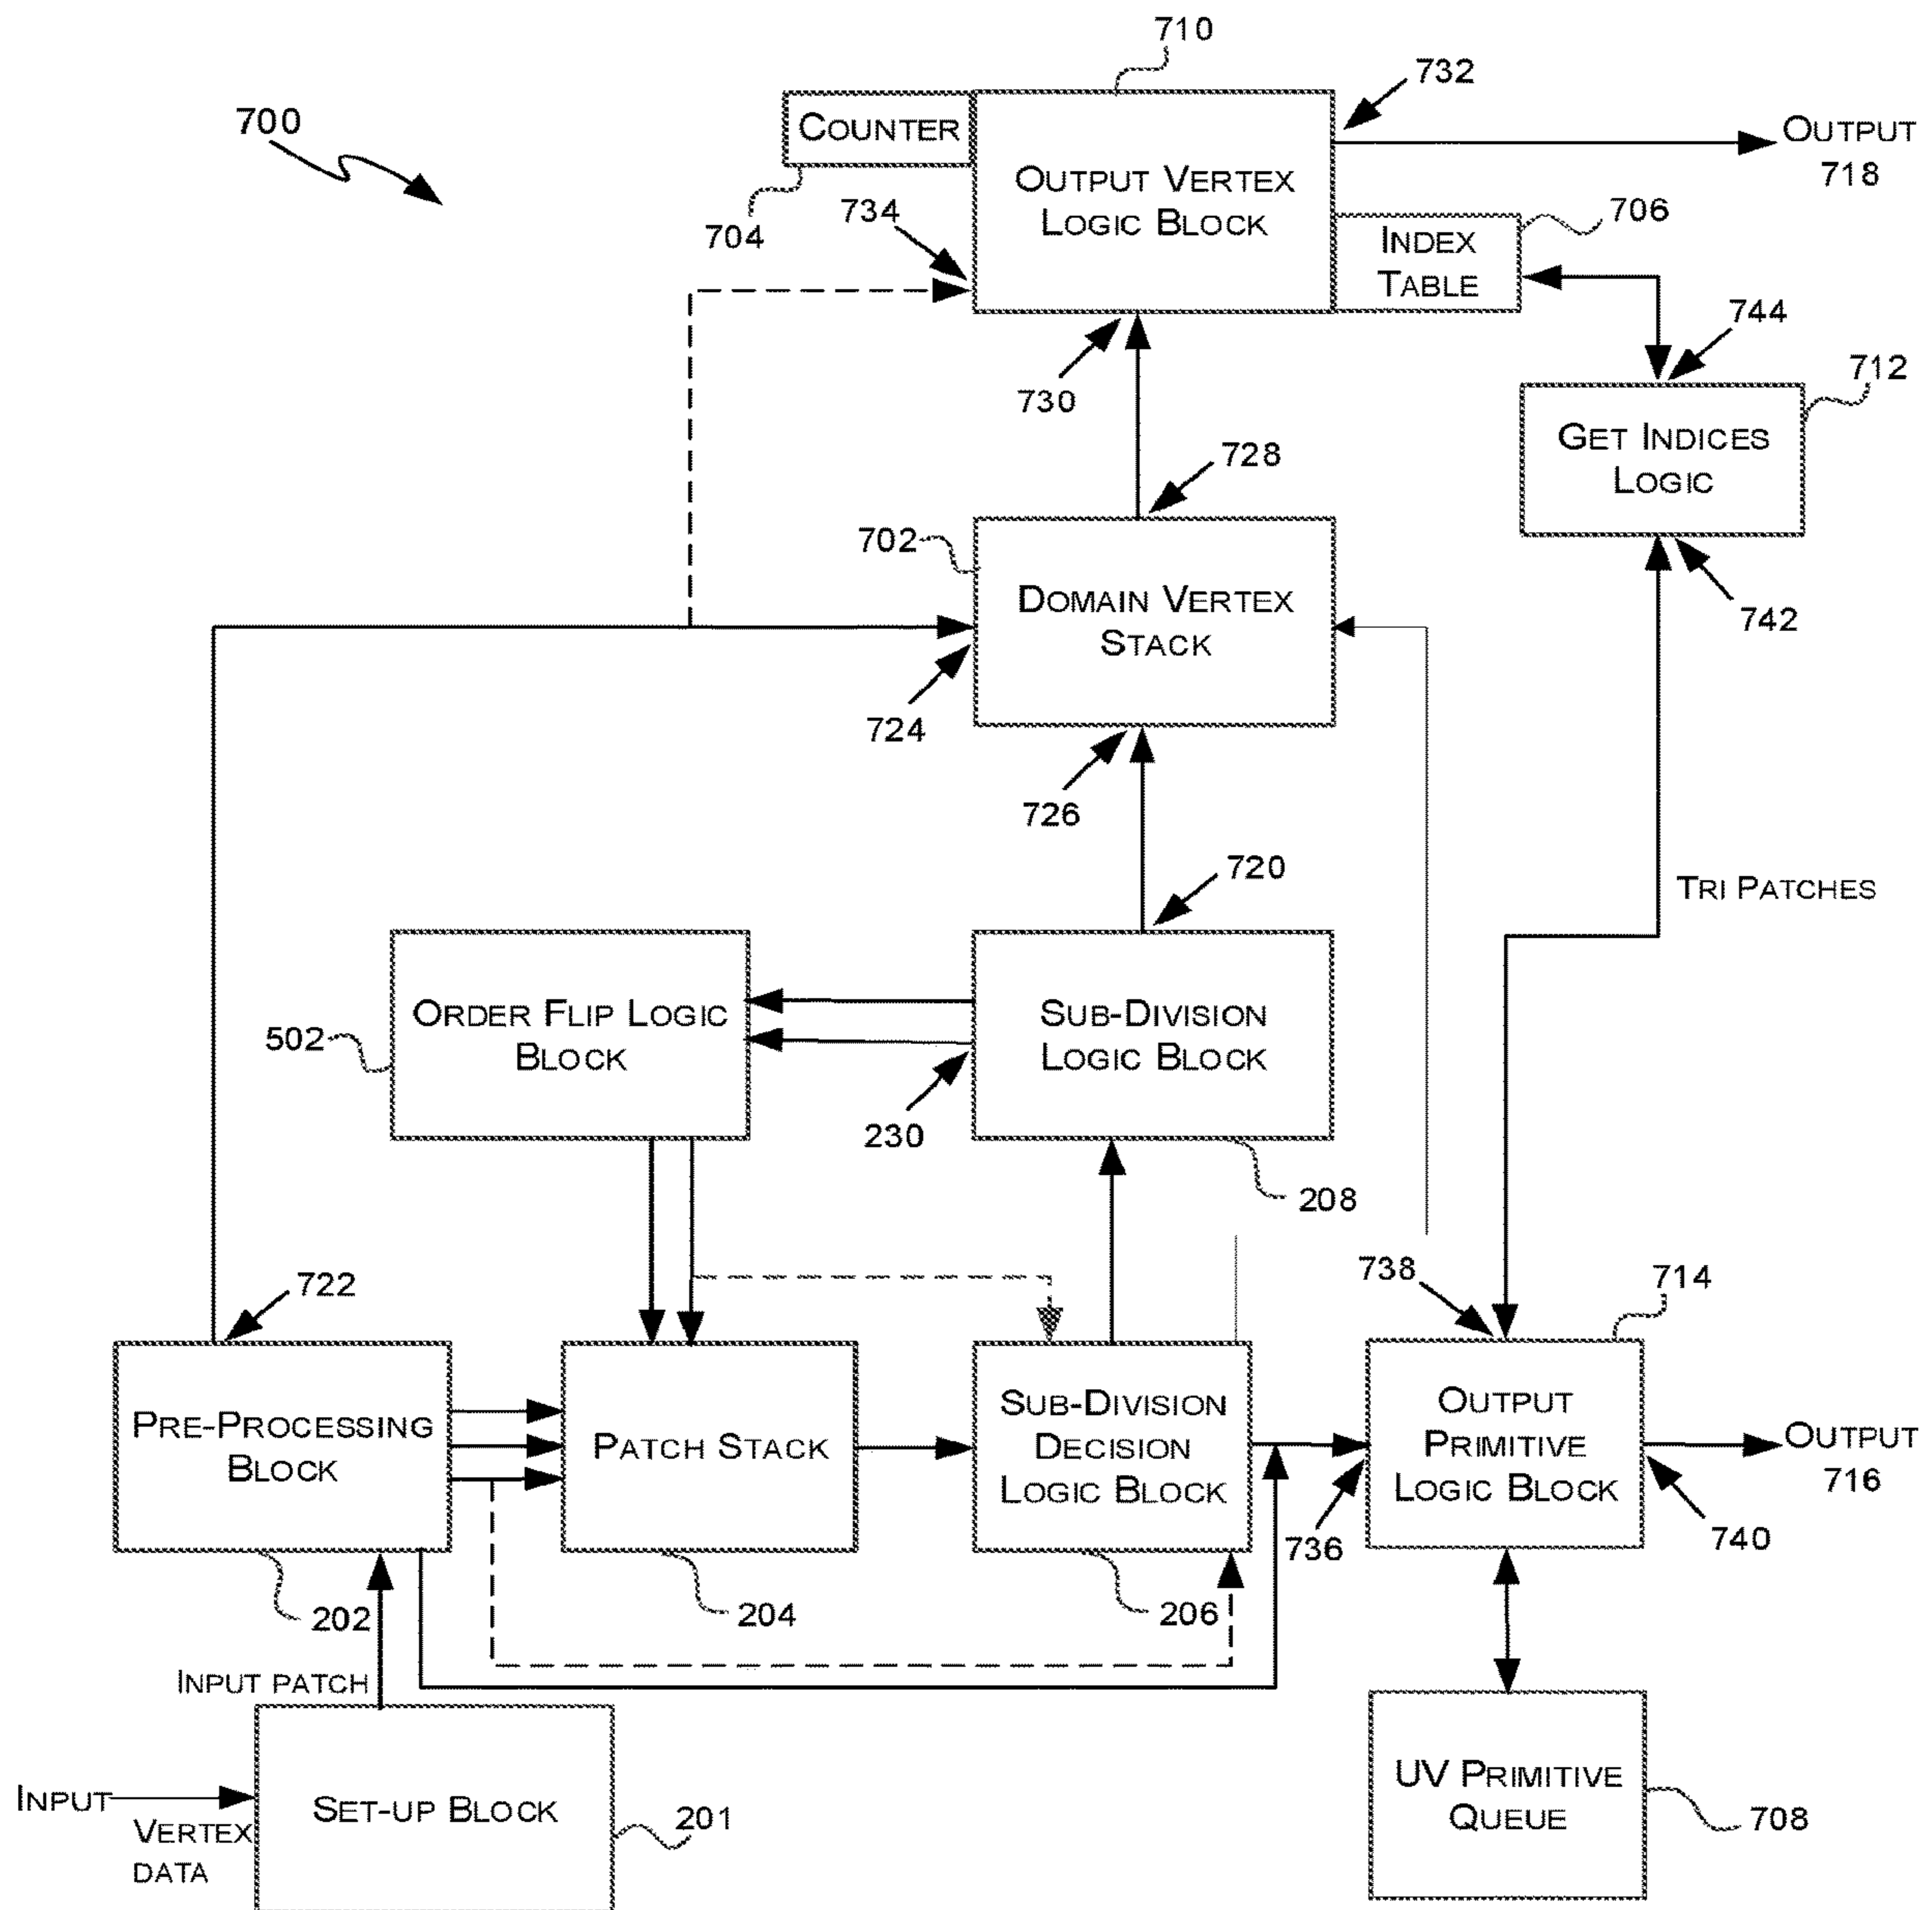 710
732
700
COUNTER
OUTPUT
718
OUTPUT VERTEX
LOGIC BLOCK
704
734
706
INDEX
TABLE
744
730
712
GET INDICES
LOGIC
728
702
DOMAIN VERTEX
STACK
742
724
726
720
TRI PATCHES
ORDER FLIP LOGIC
BLOCK
SUB-DIVISION
LOGIC BLOCK
502
230
208
722
738
714
PRE-PROCESSING
BLOCK
PATCH STACK
SUB-DIVISION
DECISION
LOGIC BLOCK
OUTPUT
PRIMITIVE
LOGIC BLOCK
OUTPUT
716
736
740
202
204
206
INPUT PATCH
INPUT
VERTEX
DATA
SET-UP BLOCK
201
UV PRIMITIVE
QUEUE
708